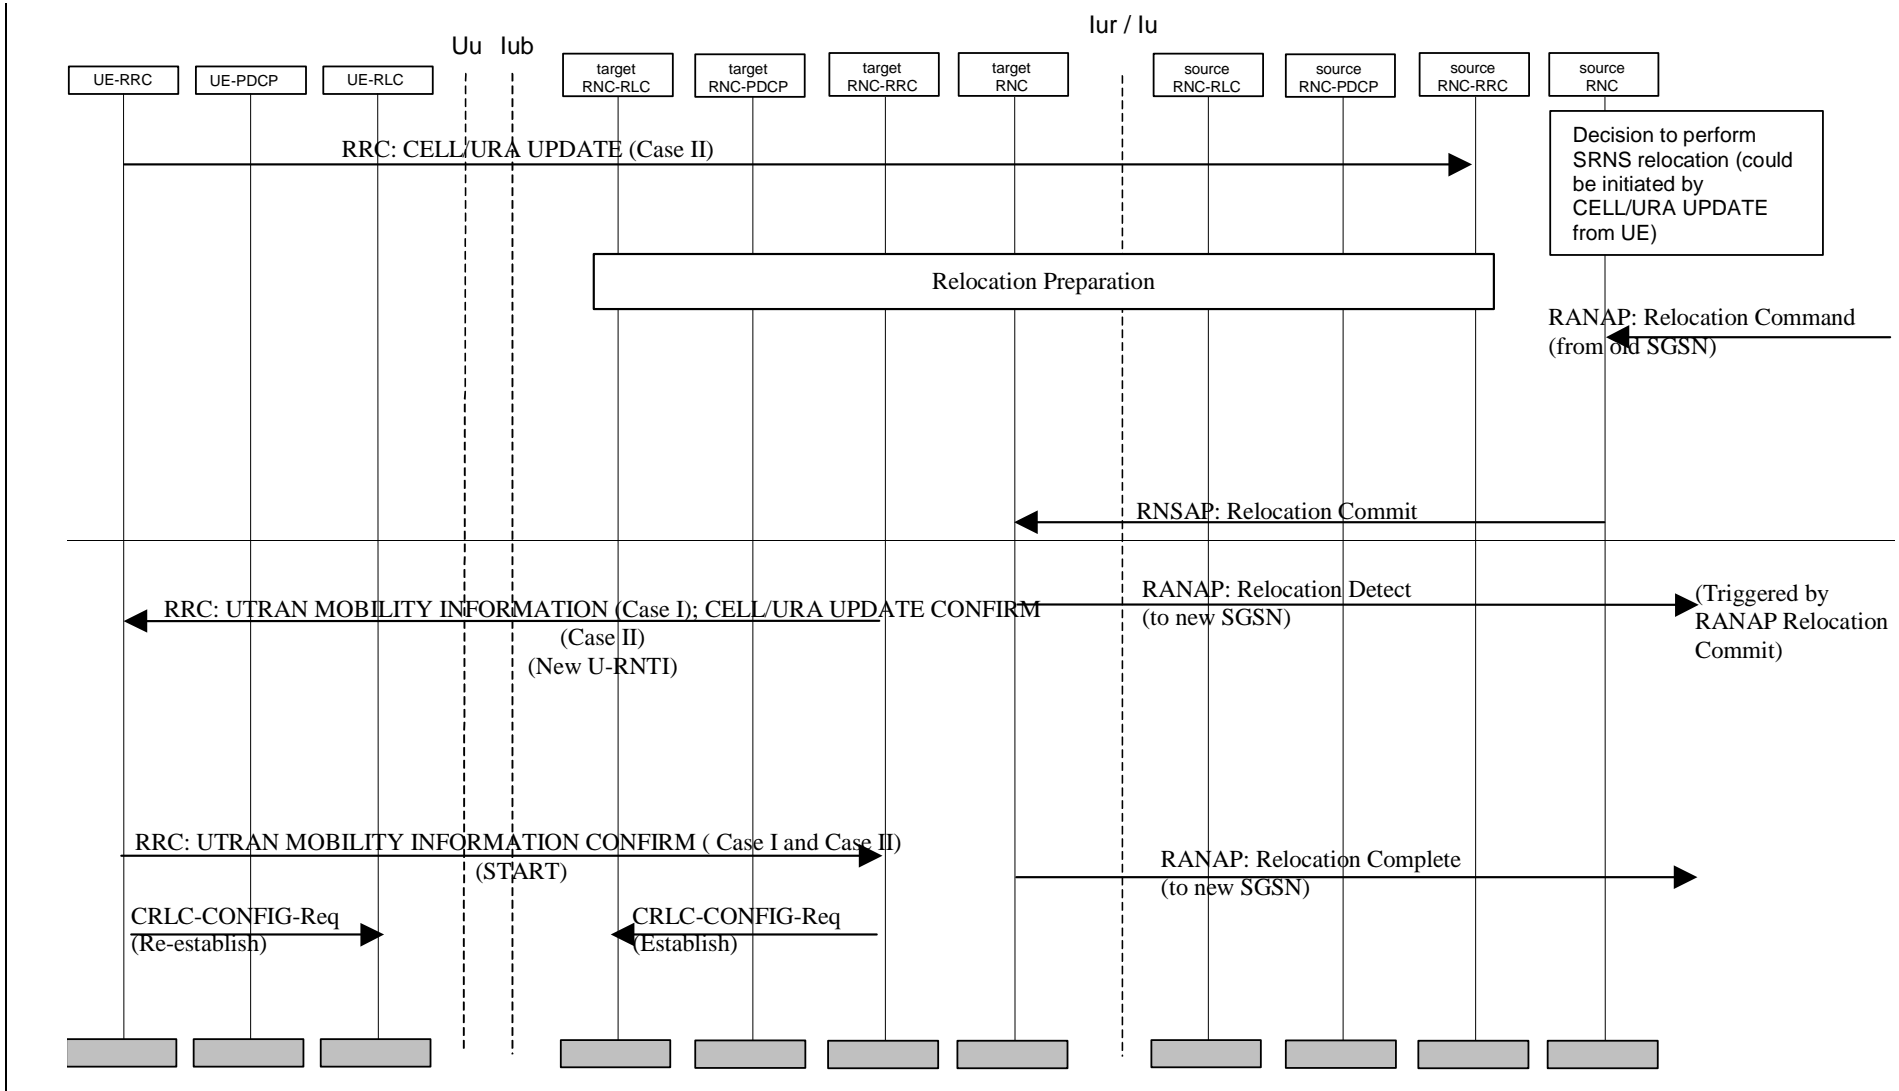 Iur / Iu
Uu Iub
UE-RRC
UE-PDCP
UE-RLC
target
RNC-RLC
target
RNC-PDCP
target
RNC-RRC
target
RNC
source
RNC-RLC
source
RNC-PDCP
source
RNC-RRC
source
RNC
Decision to perform
SRNS relocation (could
be initiated by
CELL/URA UPDATE
from UE)
RRC: CELL/URA UPDATE (Case II)
Relocation Preparation
RANAP: Relocation Command
(from old SGSN)
RNSAP: Relocation Commit
RANAP: Relocation Detect
(to new SGSN)
(Triggered by
RANAP Relocation
Commit)
RRC: UTRAN MOBILITY INFORMATION (Case I); CELL/URA UPDATE CONFIRM
(Case II)
(New U-RNTI)
RRC: UTRAN MOBILITY INFORMATION CONFIRM ( Case I and Case II)
(START)
RANAP: Relocation Complete
(to new SGSN)
CRLC-CONFIG-Req
(Re-establish)
CRLC-CONFIG-Req
(Establish)